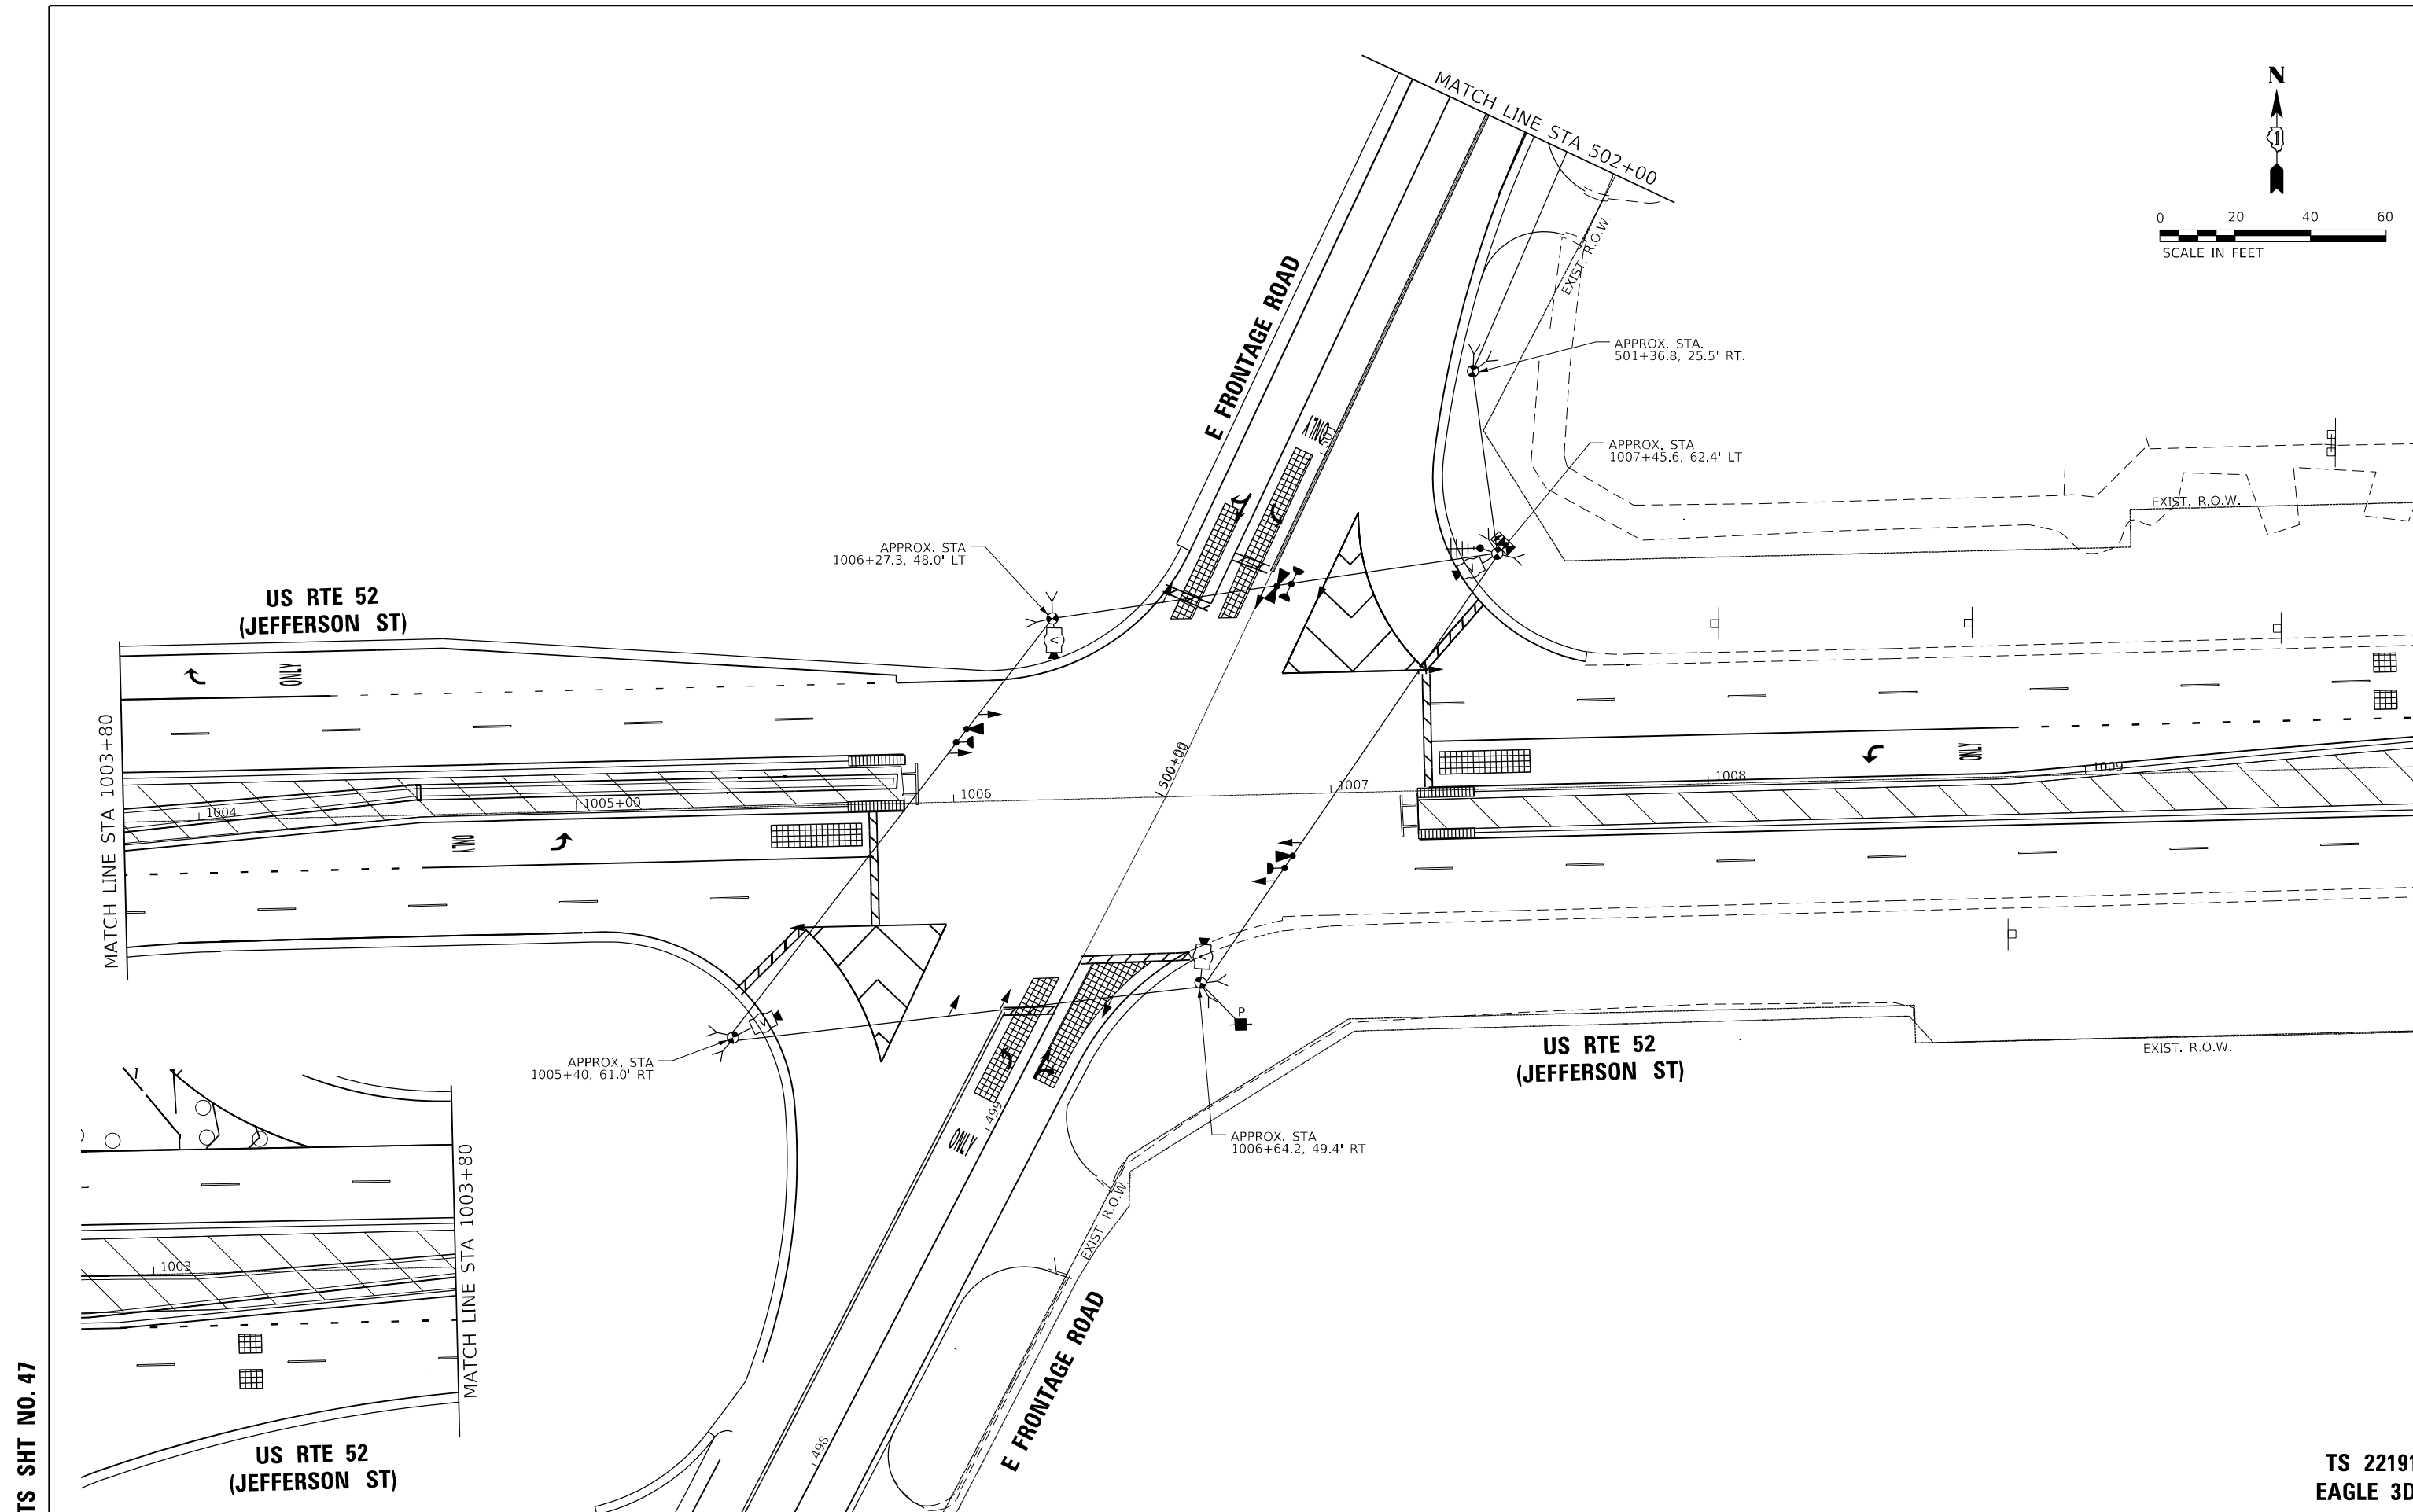 MATCH LINE STA 502+00
N
1
0 20 40 60
SCALE IN FEET
E FRONTAGE ROAD
EXIST. R.O.W.
APPROX. STA.
501+36.8, 25.5' RT.
ONLY
501
APPROX. STA
1007+45.6, 62.4' LT
EXIST. R.O.W.
APPROX. STA
1006+27.3, 48.0' LT
US RTE 52
(JEFFERSON ST)
V
V
ONLY
MATCH LINE STA 1003+80
500+00
ONLY
1004
1005+00
1006
1007
1008
1009
ONLY
V
V
P
APPROX. STA
1005+40, 61.0' RT
US RTE 52
(JEFFERSON ST)
EXIST. R.O.W.
499
ONLY
APPROX. STA
1006+64.2, 49.4' RT
EXIST. R.O.W.
MATCH LINE STA 1003+80
1003
E FRONTAGE ROAD
498
US RTE 52
(JEFFERSON ST)
TS SHT NO. 47
TS 22191
EAGLE 3D